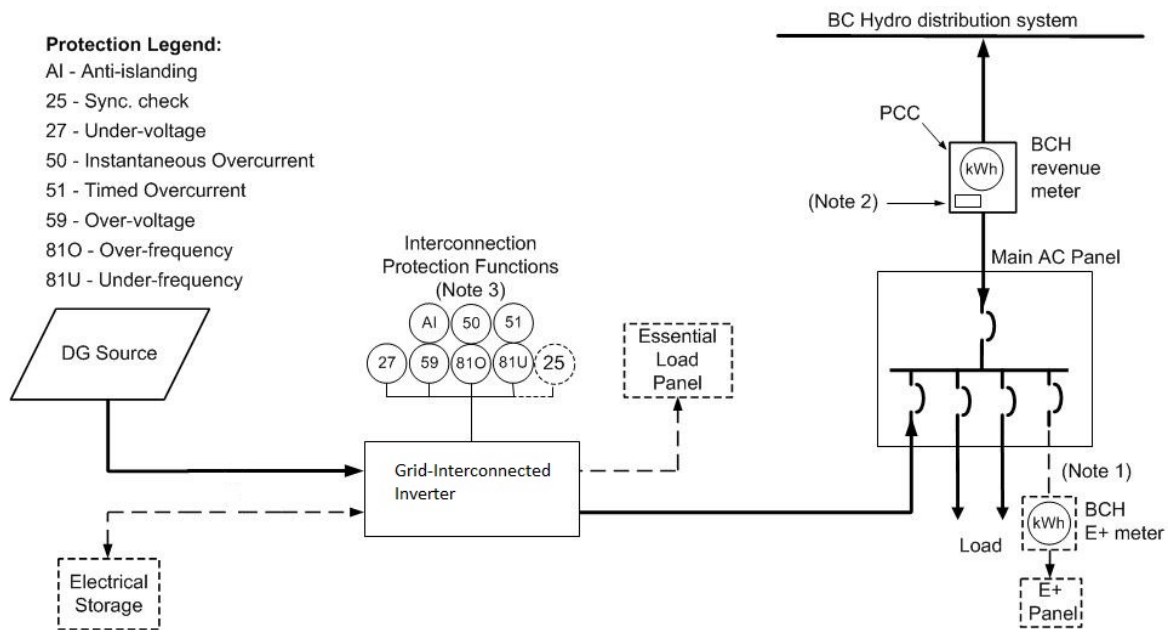 BC Hydro distribution system
Protection Legend:
AI - Anti-islanding
25 - Sync. check
27 - Under-voltage
50 - Instantaneous Overcurrent
51 - Timed Overcurrent
59 - Over-voltage
81O - Over-frequency
81U - Under-frequency
PCC
kWh
BCH
revenue
meter
(Note 2)
Main AC Panel
Interconnection
Protection Functions
(Note 3)
AI
50
51
27
59
81O
81U
25
DG Source
Essential
Load
Panel
Grid-Interconnected
Inverter
(Note 1)
BCH
E+ meter
kWh
Load
Electrical
Storage
E+
Panel